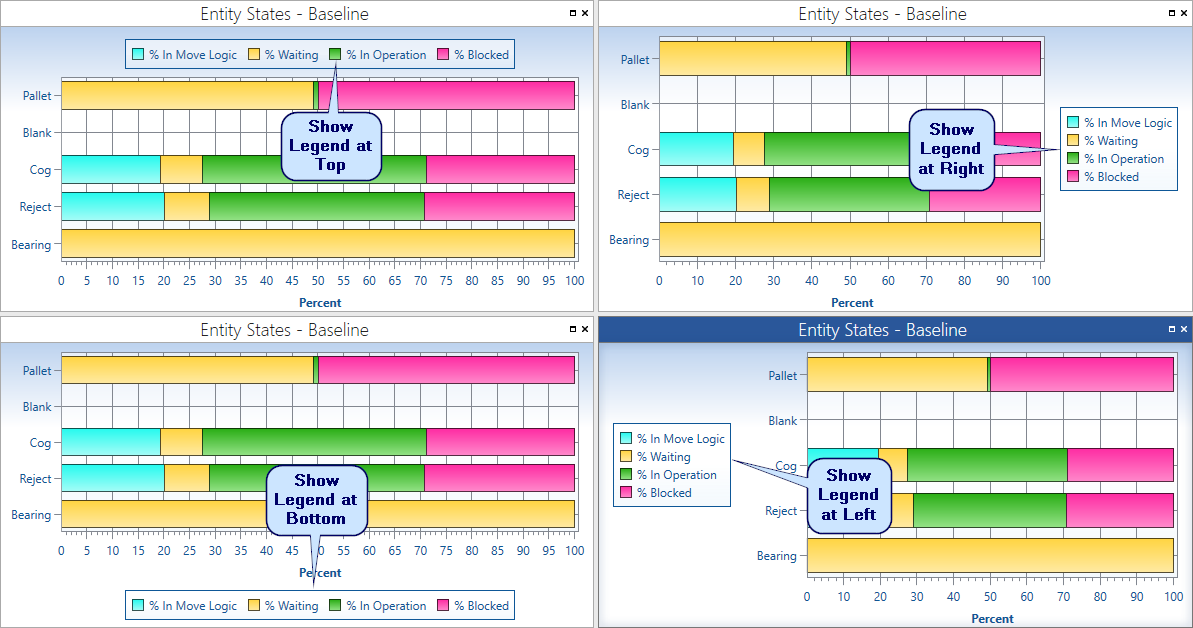 Entity States - Baseline
% In Move Logic % Waiting % In Operation % Blocked
Pallet
Blank
Cog
Reject
Bearing
Show
Legend at
Top
0 5 10 15 20 25 30 35 40 45 50 55 60 65 70 75 80 85 90 95 100
Percent
Entity States - Baseline
Pallet
Blank
Cog
Reject
Bearing
Show
Legend
at Right
% In Move Logic
% Waiting
% In Operation
% Blocked
0 10 20 30 40 50 60 70 80 90 100
Percent
Entity States - Baseline
Pallet
Blank
Cog
Reject
Bearing
Show
Legend at
Bottom
0 5 10 15 20 25 30 35 40 45 50 55 60 65 70 75 80 85 90 95 100
Percent
% In Move Logic % Waiting % In Operation % Blocked
Entity States - Baseline
% In Move Logic
% Waiting
% In Operation
% Blocked
Pallet
Blank
Cog
Reject
Bearing
Show
Legend
at Left
0 10 20 30 40 50 60 70 80 90 100
Percent